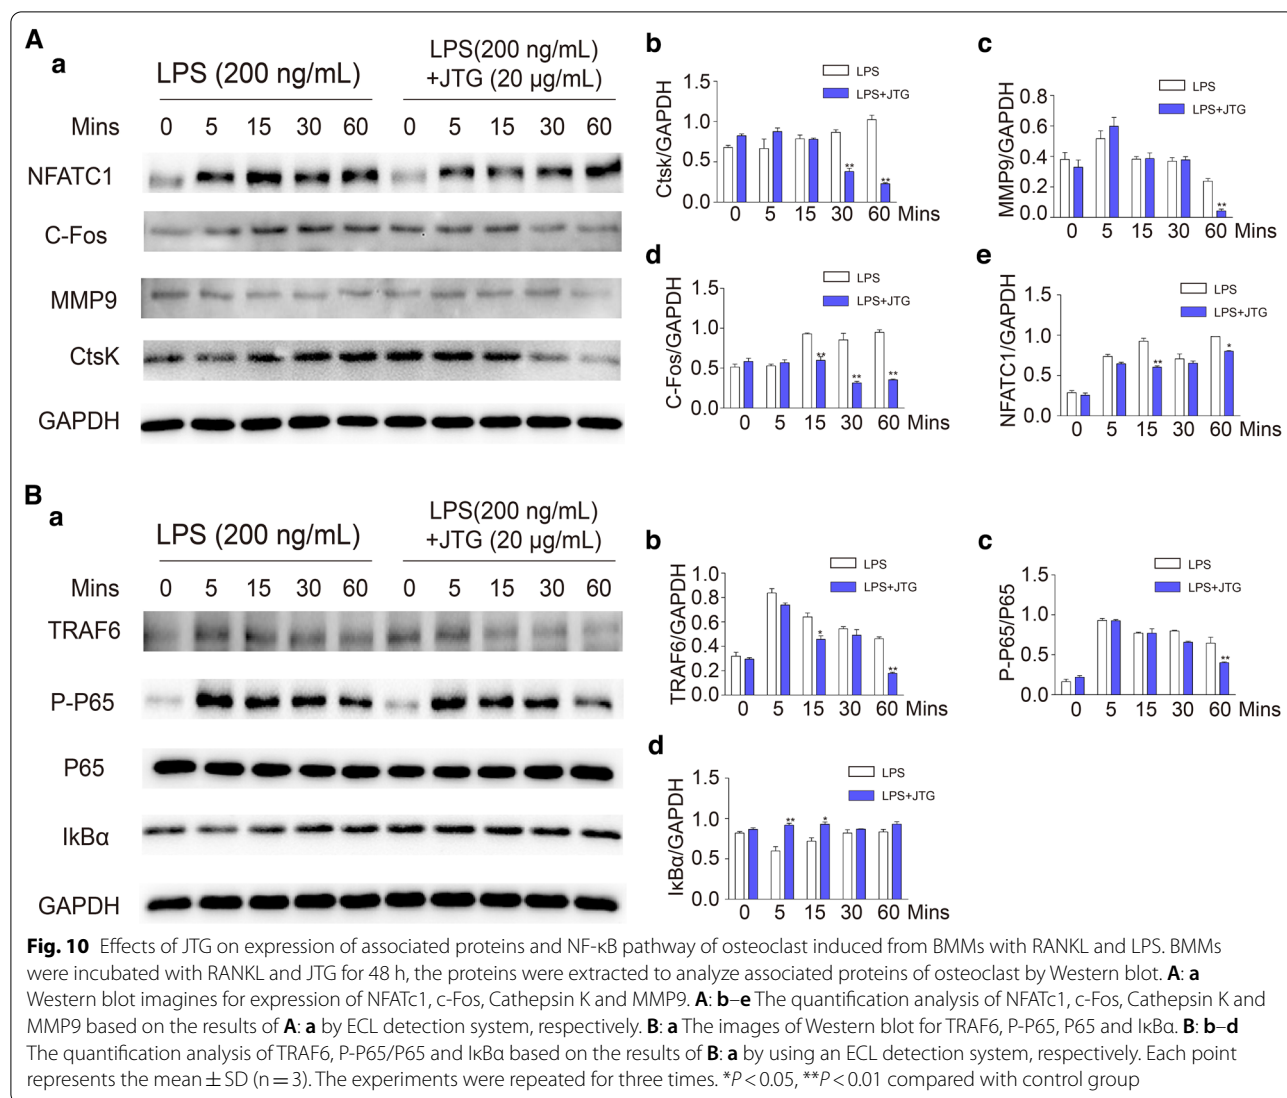 A
a
LPS (200 ng/mL)
LPS(200 ng/mL)
+JTG (20 µg/mL)
Mins 0 5 15 30 60 0 5 15 30 60
NFATC1
C-Fos
MMP9
CtsK
GAPDH
b
LPS
LPS+JTG
Ctsk/GAPDH
1.5
1.0
0.5
0.0
**
**
0 5 15 30 60 Mins
c
LPS
LPS+JTG
MMP9/GAPDH
0.8
0.6
0.4
0.2
0.0
**
0 5 15 30 60 Mins
d
LPS
LPS+JTG
C-Fos/GAPDH
1.5
1.0
0.5
0.0
**
**
**
0 5 15 30 60 Mins
e
LPS
LPS+JTG
NFATC1/GAPDH
1.5
1.0
0.5
0.0
**
*
0 5 15 30 60 Mins
B
a
LPS (200 ng/mL)
LPS(200 ng/mL)
+JTG (20 µg/mL)
Mins 0 5 15 30 60 0 5 15 30 60
TRAF6
P-P65
P65
IκBα
GAPDH
b
LPS
LPS+JTG
TRAF6/GAPDH
1.0
0.8
0.6
0.4
0.2
0.0
*
**
0 5 15 30 60 Mins
c
LPS
LPS+JTG
P-P65/P65
1.5
1.0
0.5
0.0
**
0 5 15 30 60 Mins
d
LPS
LPS+JTG
IκBα/GAPDH
1.5
1.0
0.5
0.0
**
*
0 5 15 30 60 Mins
Fig. 10 Effects of JTG on expression of associated proteins and NF-κB pathway of osteoclast induced from BMMs with RANKL and LPS. BMMs
were incubated with RANKL and JTG for 48 h, the proteins were extracted to analyze associated proteins of osteoclast by Western blot. A: a
Western blot imagines for expression of NFATc1, c-Fos, Cathepsin K and MMP9. A: b–e The quantification analysis of NFATc1, c-Fos, Cathepsin K and
MMP9 based on the results of A: a by ECL detection system, respectively. B: a The images of Western blot for TRAF6, P-P65, P65 and IκBα. B: b–d
The quantification analysis of TRAF6, P-P65/P65 and IκBα based on the results of B: a by using an ECL detection system, respectively. Each point
represents the mean ± SD (n = 3). The experiments were repeated for three times. *P < 0.05, **P < 0.01 compared with control group